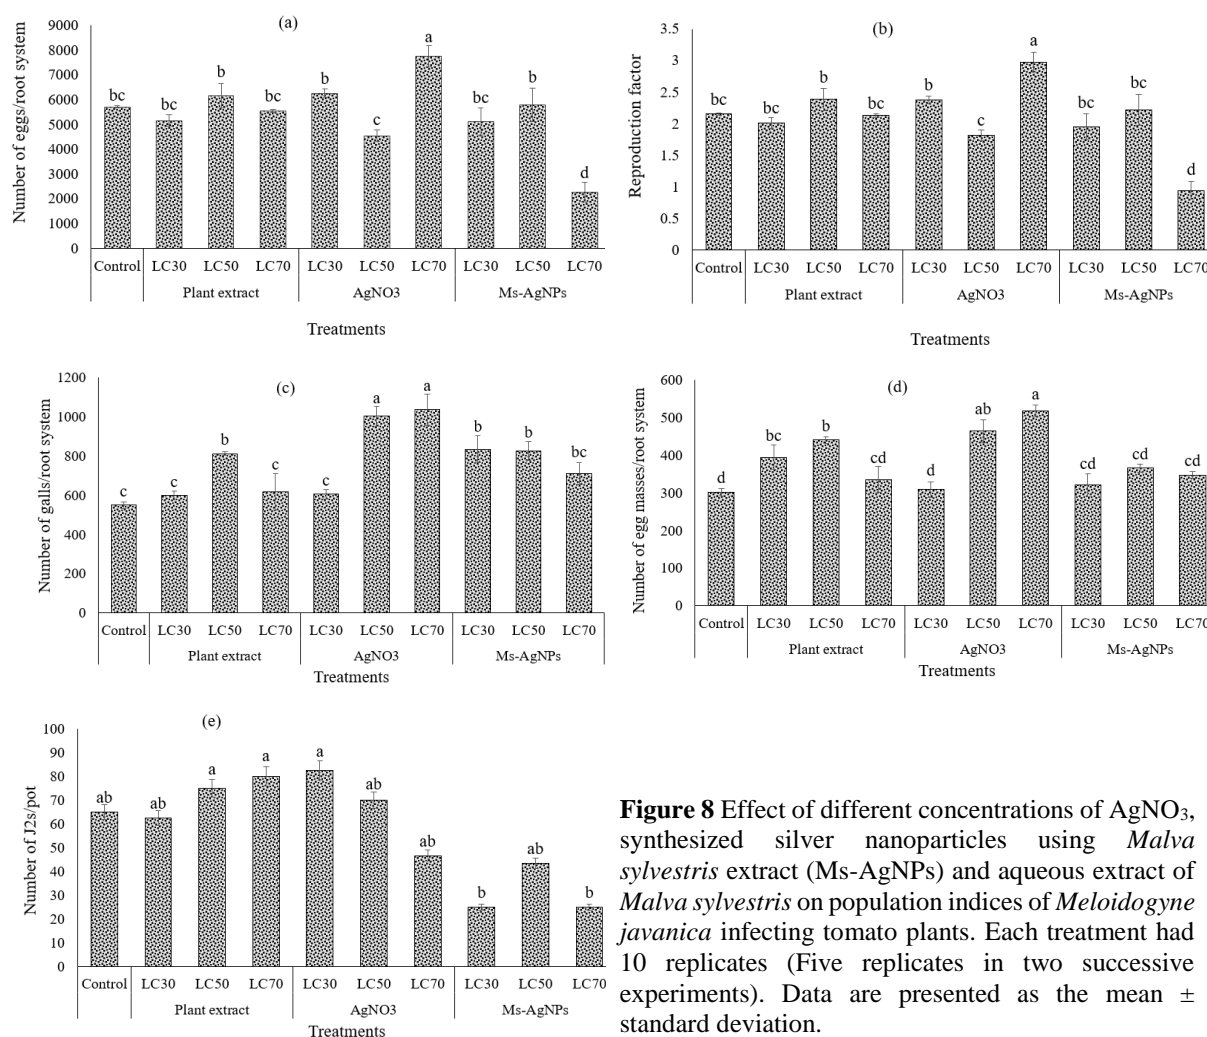 (a)
Number of eggs/root system
9000
8000
7000
6000
5000
4000
3000
2000
1000
0
bc bc b bc b c a bc b d
Control LC30 LC50 LC70 LC30 LC50 LC70 LC30 LC50 LC70
Plant extract AgNO3 Ms-AgNPs
Treatments
(b)
Reproduction factor
3.5
3
2.5
2
1.5
1
0.5
0
bc bc b bc b c a bc bc d
Control LC30 LC50 LC70 LC30 LC50 LC70 LC30 LC50 LC70
Plant extract AgNO3 Ms-AgNPs
Treatments
(c)
Number of galls/root system
1200
1000
800
600
400
200
0
c c b c c a a b b bc
Control LC30 LC50 LC70 LC30 LC50 LC70 LC30 LC50 LC70
Plant extract AgNO3 Ms-AgNPs
Treatments
(d)
Number of egg masses/root system
600
500
400
300
200
100
0
d bc b cd d ab a cd cd cd
Control LC30 LC50 LC70 LC30 LC50 LC70 LC30 LC50 LC70
Plant extract AgNO3 Ms-AgNPs
Treatments
(e)
Number of J2s/pot
100
90
80
70
60
50
40
30
20
10
0
ab ab a a a ab ab b ab b
Control LC30 LC50 LC70 LC30 LC50 LC70 LC30 LC50 LC70
Plant extract AgNO3 Ms-AgNPs
Treatments
Figure 8 Effect of different concentrations of AgNO₃,
synthesized silver nanoparticles using Malva
sylvestris extract (Ms-AgNPs) and aqueous extract of
Malva sylvestris on population indices of Meloidogyne
javanica infecting tomato plants. Each treatment had
10 replicates (Five replicates in two successive
experiments). Data are presented as the mean ±
standard deviation.